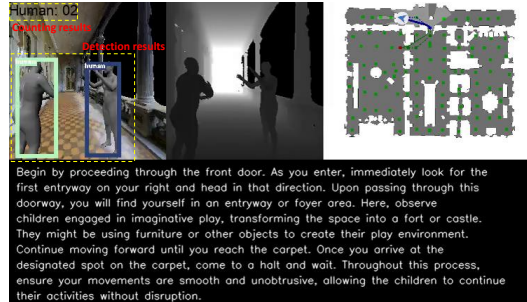 Human: 02
Counting results
Detection results
human
human
Begin by proceeding through the front door. As you enter, immediately look for the
first entryway on your right and head in that direction. Upon passing through this
doorway, you will find yourself in an entryway or foyer area. Here, observe
children engaged in imaginative play, transforming the space into a fort or castle.
They might be using furniture or other objects to create their play environment.
Continue moving forward until you reach the carpet. Once you arrive at the
designated spot on the carpet, come to a halt and wait. Throughout this process,
ensure your movements are smooth and unobtrusive, allowing the children to continue
their activities without disruption.